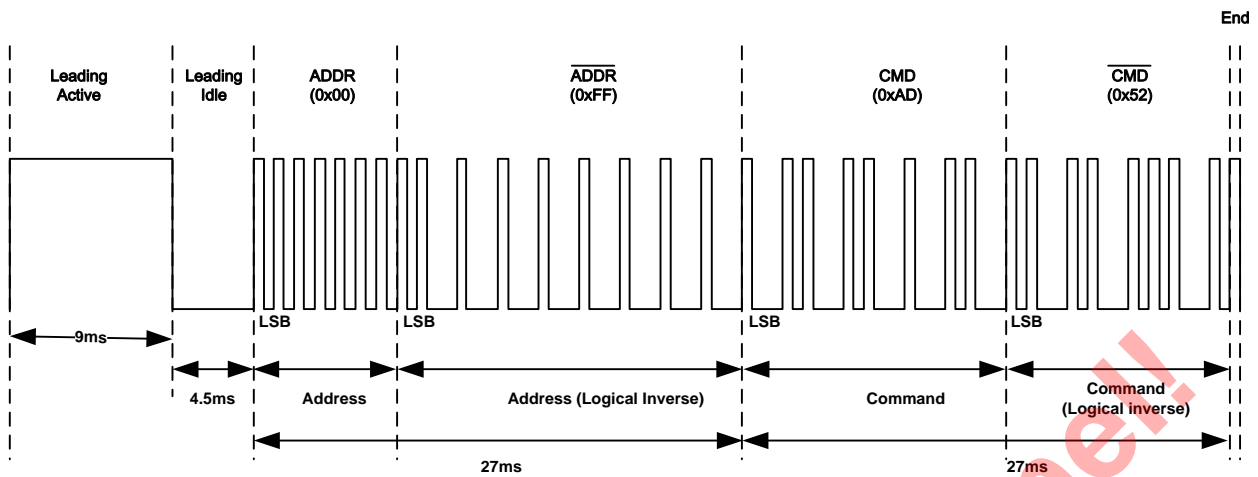 End
Leading
Active
Leading
Idle
ADDR
(0x00)
ADDR
(0xFF)
CMD
(0xAD)
CMD
(0x52)
LSB
LSB
LSB
LSB
9ms
4.5ms
Address
Address (Logical Inverse)
Command
Command
(Logical inverse)
27ms
27ms